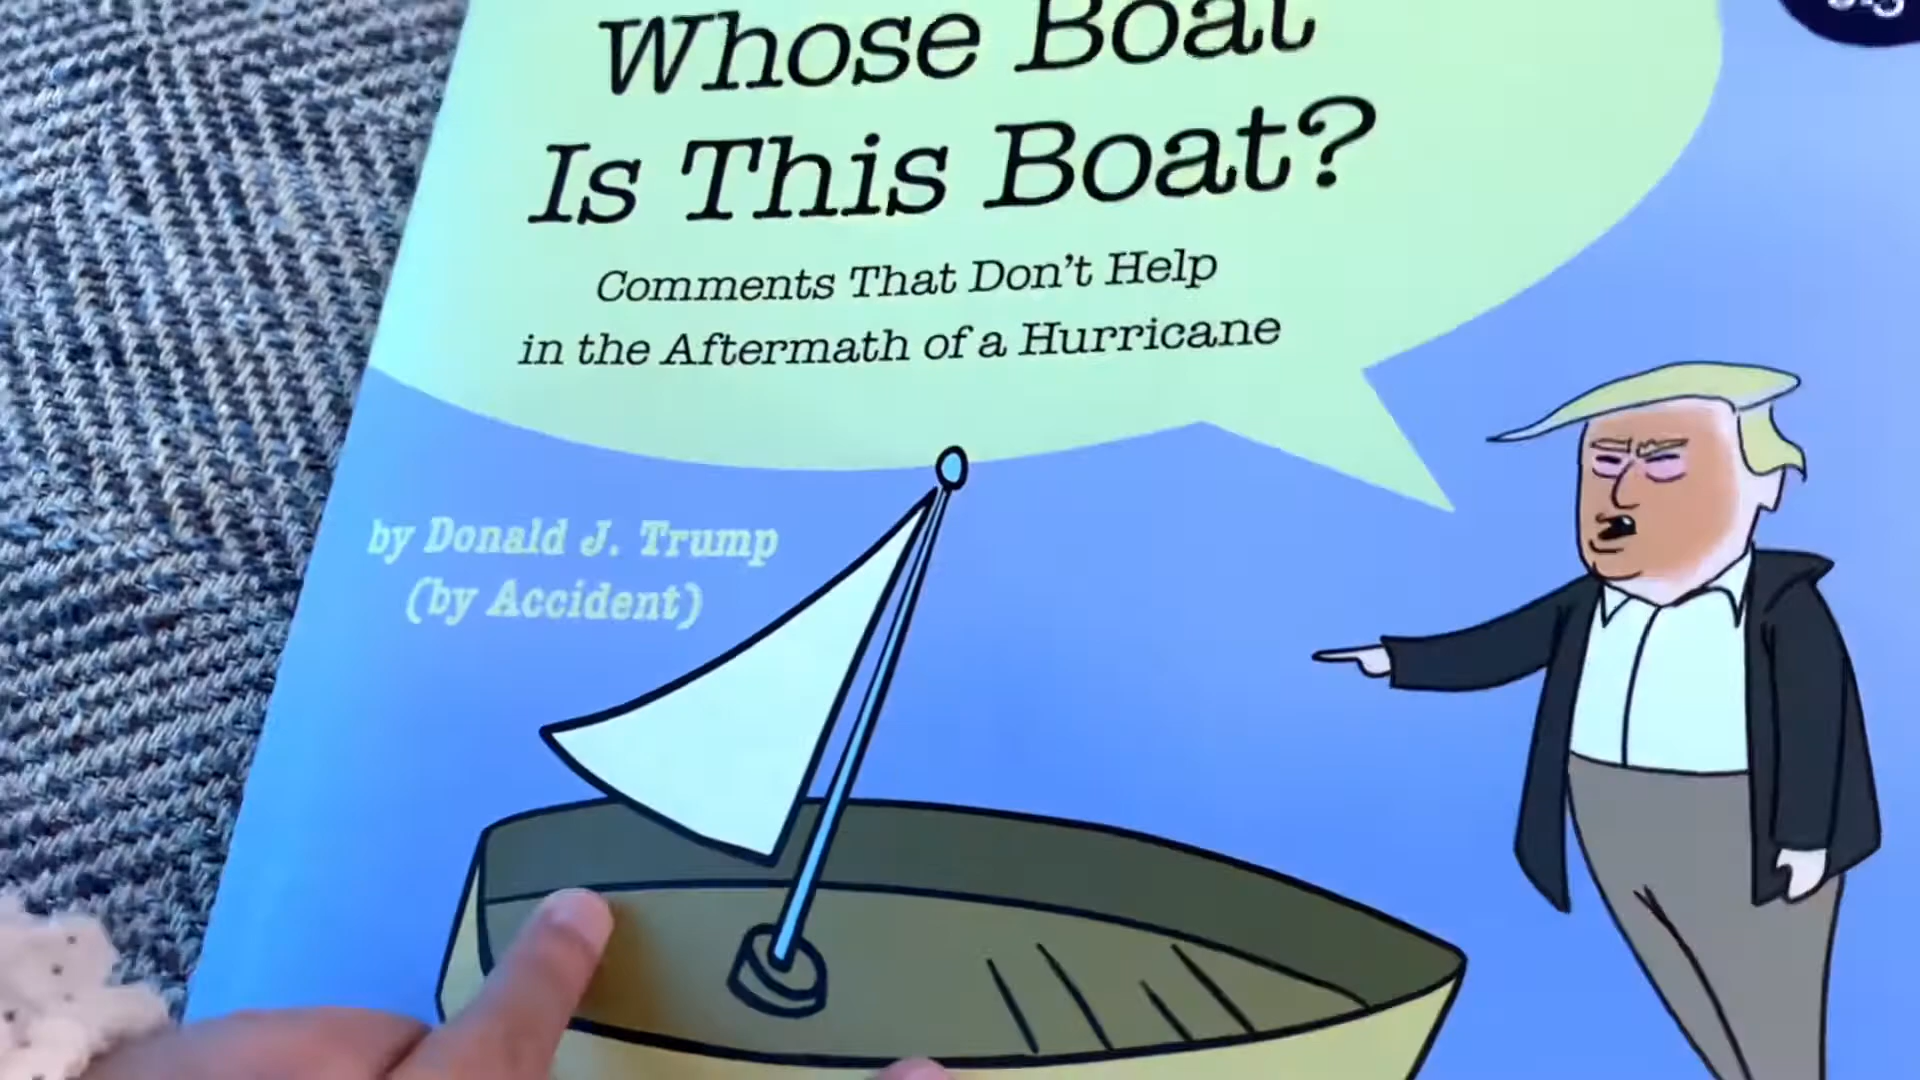 Whose Boat
Is This Boat?
Comments That Don't Help
in the Aftermath of a Hurricane
by Donald J. Trump
(by Accident)